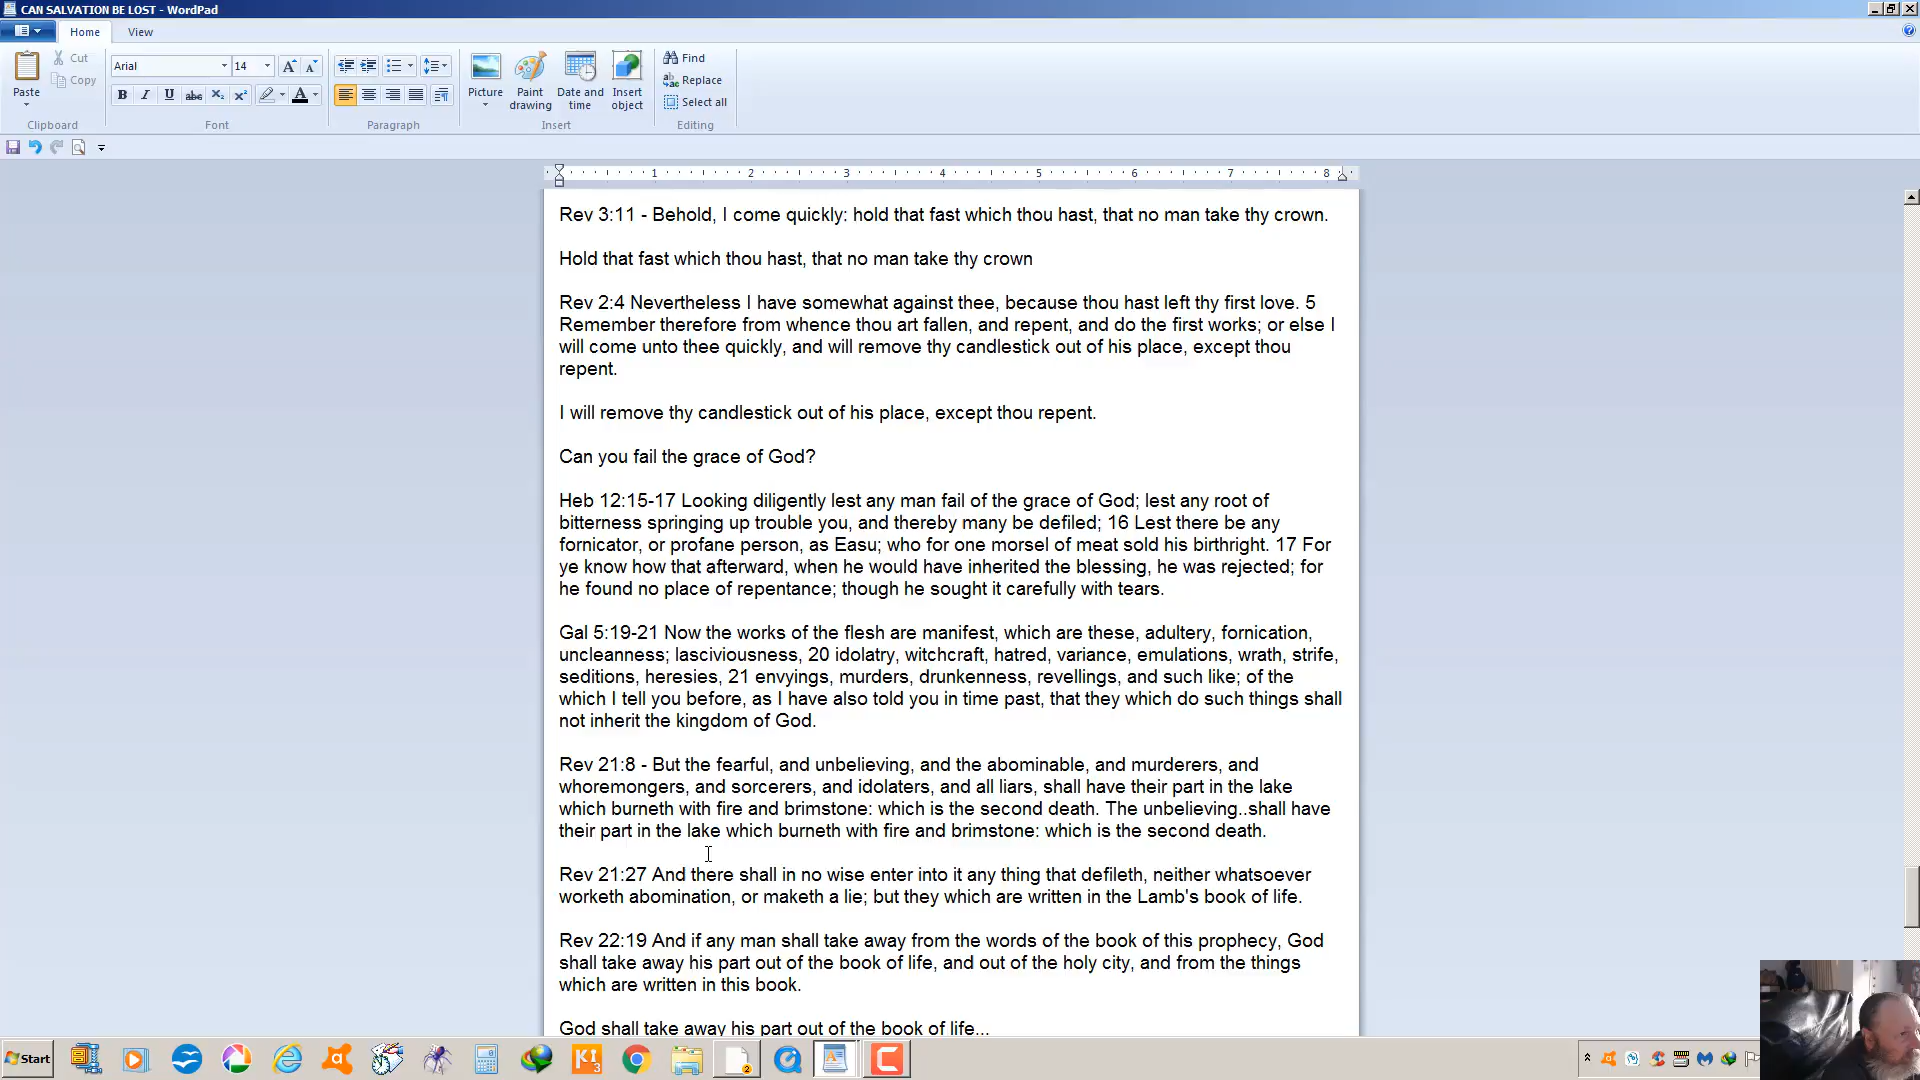 CAN SALVATION BE LOST - WordPad
Home
View
Cut
Copy
Paste
Arial
14
B I U abc X₂ X² A
Picture
Paint drawing
Date and time
Insert object
Find
Replace
Select all
Clipboard
Font
Paragraph
Insert
Editing
1 2 3 4 5 6 7 8
Rev 3:11 - Behold, I come quickly: hold that fast which thou hast, that no man take thy crown.
Hold that fast which thou hast, that no man take thy crown
Rev 2:4 Nevertheless I have somewhat against thee, because thou hast left thy first love. 5
Remember therefore from whence thou art fallen, and repent, and do the first works; or else I
will come unto thee quickly, and will remove thy candlestick out of his place, except thou
repent.
I will remove thy candlestick out of his place, except thou repent.
Can you fail the grace of God?
Heb 12:15-17 Looking diligently lest any man fail of the grace of God; lest any root of
bitterness springing up trouble you, and thereby many be defiled; 16 Lest there be any
fornicator, or profane person, as Easu; who for one morsel of meat sold his birthright. 17 For
ye know how that afterward, when he would have inherited the blessing, he was rejected; for
he found no place of repentance; though he sought it carefully with tears.
Gal 5:19-21 Now the works of the flesh are manifest, which are these, adultery, fornication,
uncleanness; lasciviousness, 20 idolatry, witchcraft, hatred, variance, emulations, wrath, strife,
seditions, heresies, 21 envyings, murders, drunkenness, revellings, and such like; of the
which I tell you before, as I have also told you in time past, that they which do such things shall
not inherit the kingdom of God.
Rev 21:8 - But the fearful, and unbelieving, and the abominable, and murderers, and
whoremongers, and sorcerers, and idolaters, and all liars, shall have their part in the lake
which burneth with fire and brimstone: which is the second death. The unbelieving..shall have
their part in the lake which burneth with fire and brimstone: which is the second death.
Rev 21:27 And there shall in no wise enter into it any thing that defileth, neither whatsoever
worketh abomination, or maketh a lie; but they which are written in the Lamb's book of life.
Rev 22:19 And if any man shall take away from the words of the book of this prophecy, God
shall take away his part out of the book of life, and out of the holy city, and from the things
which are written in this book.
God shall take away his part out of the book of life...
Start